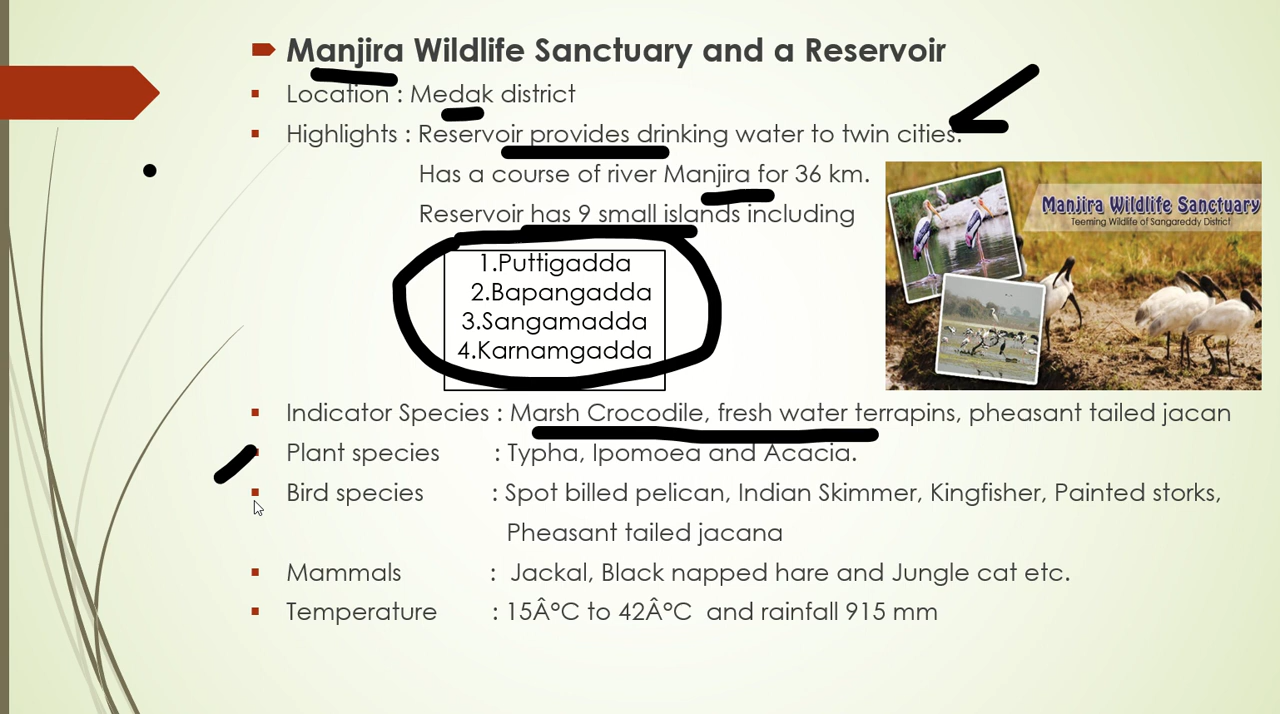 Manjira Wildlife Sanctuary and a Reservoir
Location : Medak district
Highlights : Reservoir provides drinking water to twin cities.
Has a course of river Manjira for 36 km.
Reservoir has 9 small islands including
1.Puttigadda
2.Bapangadda
3.Sangamadda
4.Karnamgadda
Manjira Wildlife Sanctuary
Teeming Wildlife of Sangareddy District
Indicator Species : Marsh Crocodile, fresh water terrapins, pheasant tailed jacan
Plant species : Typha, Ipomoea and Acacia.
Bird species : Spot billed pelican, Indian Skimmer, Kingfisher, Painted storks,
Pheasant tailed jacana
Mammals : Jackal, Black napped hare and Jungle cat etc.
Temperature : 15Â°C to 42Â°C and rainfall 915 mm